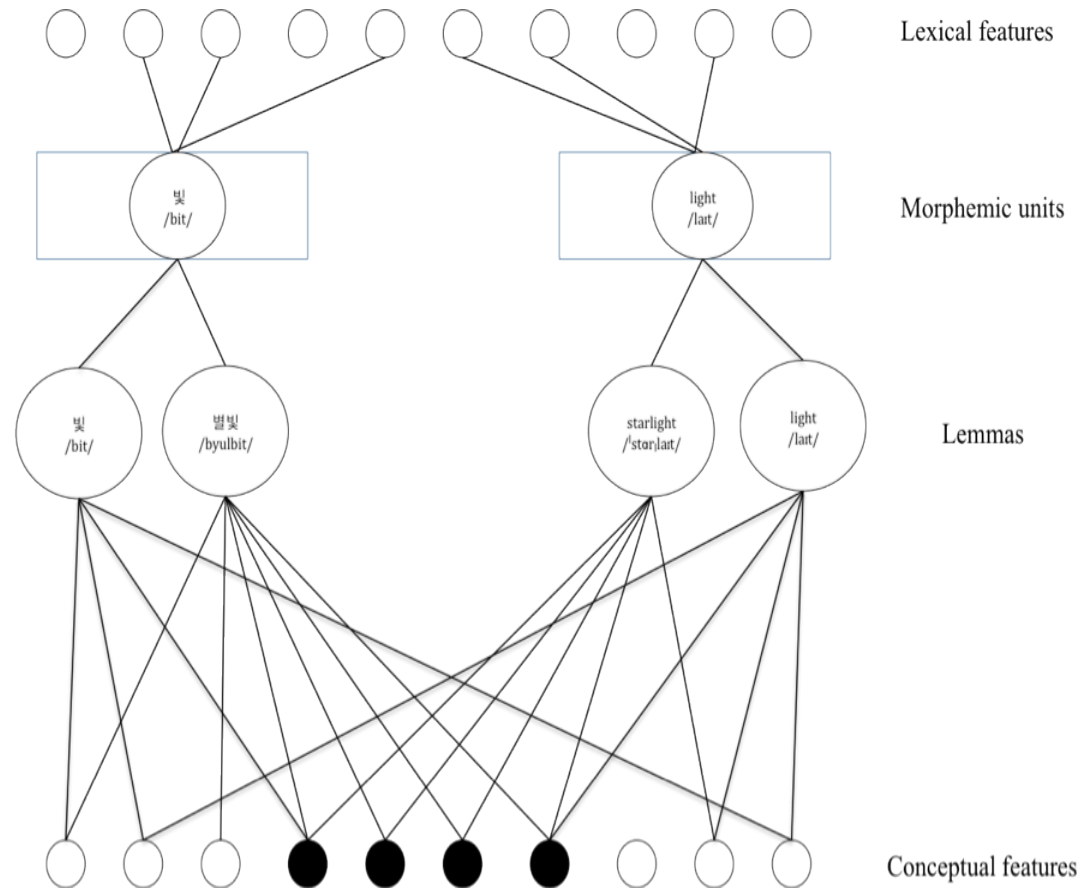 Lexical features
빛
/bit/
light
/laɪt/
Morphemic units
빛
/bit/
별빛
/byulbit/
starlight
/ˈstɑrˌlaɪt/
light
/laɪt/
Lemmas
Conceptual features